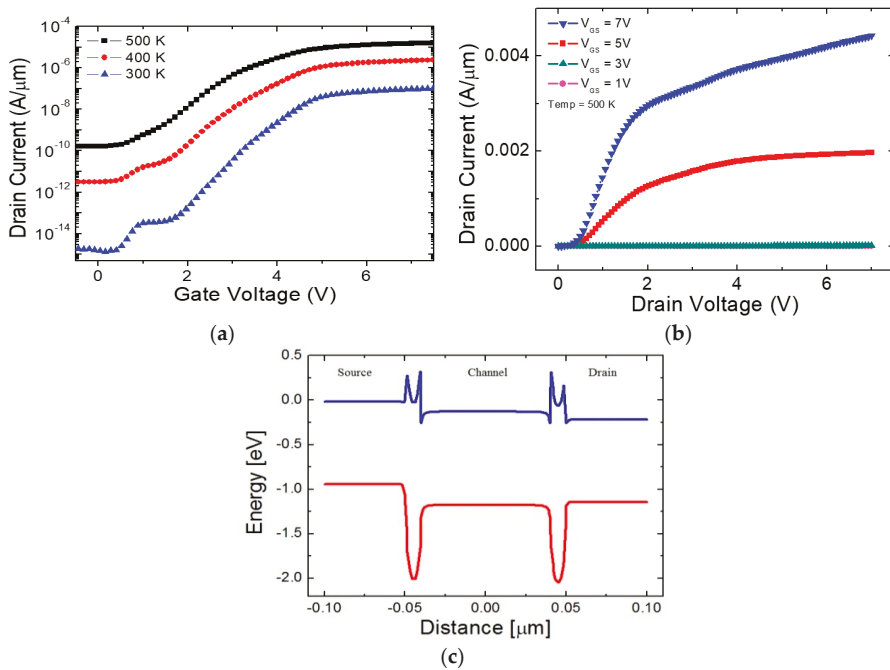 10^-4
10^-6
10^-8
10^-10
10^-12
10^-14
Drain Current (A/μm)
500 K
400 K
300 K
0 2 4 6
Gate Voltage (V)
(a)
0.004
0.002
0.000
Drain Current (A/μm)
V_GS = 7V
V_GS = 5V
V_GS = 3V
V_GS = 1V
Temp = 500 K
0 2 4 6
Drain Voltage (V)
(b)
0.5
0.0
-0.5
-1.0
-1.5
-2.0
Energy [eV]
Source Channel Drain
-0.10 -0.05 0.00 0.05 0.10
Distance [μm]
(c)